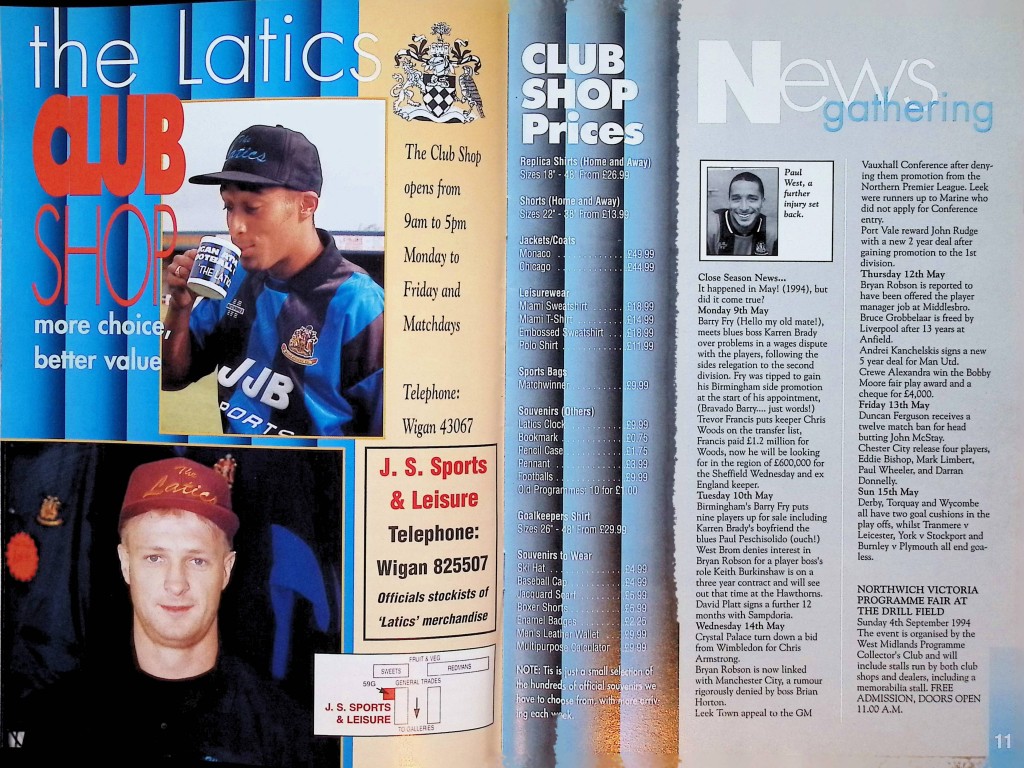 the Latics
CLUB
SHOP
more choice,
better value
The Latics
THE LATI
JJB
SPORTS
The Club Shop
opens from
9am to 5pm
Monday to
Friday and
Matchdays
Telephone:
Wigan 43067
The
Latics
J. S. Sports
& Leisure
Telephone:
Wigan 825507
Officials stockists of
'Latics' merchandise
FRUIT & VEG
SWEETS
REDMANS
59G
GENERAL TRADES
J. S. SPORTS
& LEISURE
TO GALLERIES
CLUB
SHOP
Prices
Replica Shirts (Home and Away)
Sizes 18" - 48" From £26.99
Shorts (Home and Away)
Sizes 22" - 38" From £13.99
Jackets/Coats
Monaco . . . . . . . . . . . . . £49.99
Chicago . . . . . . . . . . . . . £44.99
Leisurewear
Miami Sweatshirt . . . . . £18.99
Miami T-Shirt . . . . . £14.99
Embossed Sweatshirt . . . £18.99
Polo Shirt . . . . . . . . . . . £11.99
Sports Bags
Matchwinner . . . . . . . . . £9.99
Souvenirs (Others)
Latics Clock . . . . . . . . . £9.99
Bookmark . . . . . . . . . . . £0.75
Pencil Case . . . . . . . . . £1.75
Pennant . . . . . . . . . . . £3.99
Footballs . . . . . . . . . . . £9.99
Old Programmes: 10 for £1.00
Goalkeepers Shirt
Sizes 26" - 48" From £29.99
Souvenirs to Wear
Ski Hat . . . . . . . . . . . . . £4.99
Baseball Cap . . . . . . . . . £4.99
Jacquard Scarf . . . . . . . £5.99
Boxer Shorts . . . . . . . . . £6.99
Enamel Badges . . . . . . . £2.25
Men's Leather Wallet . . . £9.99
Multipurpose Calculator . . £9.99
NOTE: Tis is just a small selection of
the hundreds of official souvenirs we
have to choose from, with more arriv-
ing each week.
News
gathering
Paul
West, a
further
injury set
back.
Close Season News...
It happened in May! (1994), but
did it come true?
Monday 9th May
Barry Fry (Hello my old mate!),
meets blues boss Karren Brady
over problems in a wages dispute
with the players, following the
sides relegation to the second
division. Fry was tipped to gain
his Birmingham side promotion
at the start of his appointment,
(Bravado Barry.... just words!)
Trevor Francis puts keeper Chris
Woods on the transfer list,
Francis paid £1.2 million for
Woods, now he will be looking
for in the region of £600,000 for
the Sheffield Wednesday and ex
England keeper.
Tuesday 10th May
Birmingham's Barry Fry puts
nine players up for sale including
Karren Brady's boyfriend the
blues Paul Peschisolido (ouch!)
West Brom denies interest in
Bryan Robson for a player boss's
role Keith Burkinshaw is on a
three year contract and will see
out that time at the Hawthorns.
David Platt signs a further 12
months with Sampdoria.
Wednesday 14th May
Crystal Palace turn down a bid
from Wimbledon for Chris
Armstrong.
Bryan Robson is now linked
with Manchester City, a rumour
rigorously denied by boss Brian
Horton.
Leek Town appeal to the GM
Vauxhall Conference after deny-
ing them promotion from the
Northern Premier League. Leek
were runners up to Marine who
did not apply for Conference
entry.
Port Vale reward John Rudge
with a new 2 year deal after
gaining promotion to the 1st
division.
Thursday 12th May
Bryan Robson is reported to
have been offered the player
manager job at Middlesbro.
Bruce Grobbelaar is freed by
Liverpool after 13 years at
Anfield.
Andrei Kanchelskis signs a new
5 year deal for Man Utd.
Crewe Alexandra win the Bobby
Moore fair play award and a
cheque for £4,000.
Friday 13th May
Duncan Ferguson receives a
twelve match ban for head
butting John McStay.
Chester City release four players,
Eddie Bishop, Mark Limbert,
Paul Wheeler, and Darran
Donnelly.
Sun 15th May
Derby, Torquay and Wycombe
all have two goal cushions in the
play offs, whilst Tranmere v
Leicester, York v Stockport and
Burnley v Plymouth all end goa-
less.
NORTHWICH VICTORIA
PROGRAMME FAIR AT
THE DRILL FIELD
Sunday 4th September 1994
The event is organised by the
West Midlands Programme
Collector's Club and will
include stalls run by both club
shops and dealers, including a
memorabilia stall. FREE
ADMISSION, DOORS OPEN
11.00 A.M.
11